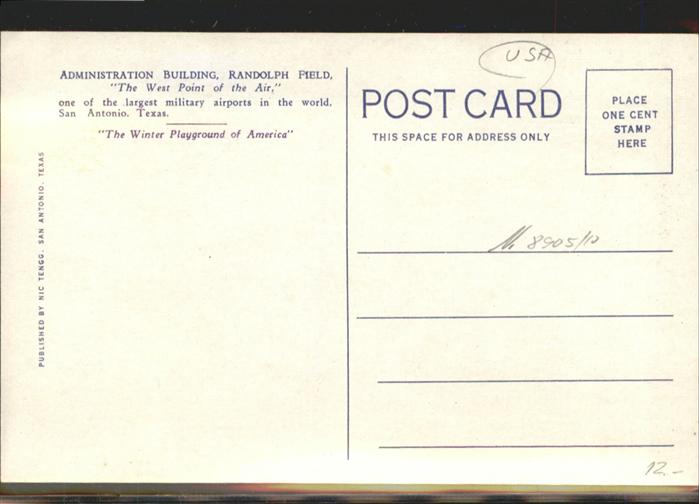 ADMINISTRATION BUILDING, RANDOLPH FIELD,
"The West Point of the Air,"
one of the largest military airports in the world.
San Antonio, Texas.
"The Winter Playground of America"
PUBLISHED BY NIC TENGG. SAN ANTONIO. TEXAS
USA
POST CARD
THIS SPACE FOR ADDRESS ONLY
PLACE
ONE CENT
STAMP
HERE
8905/10
12.-